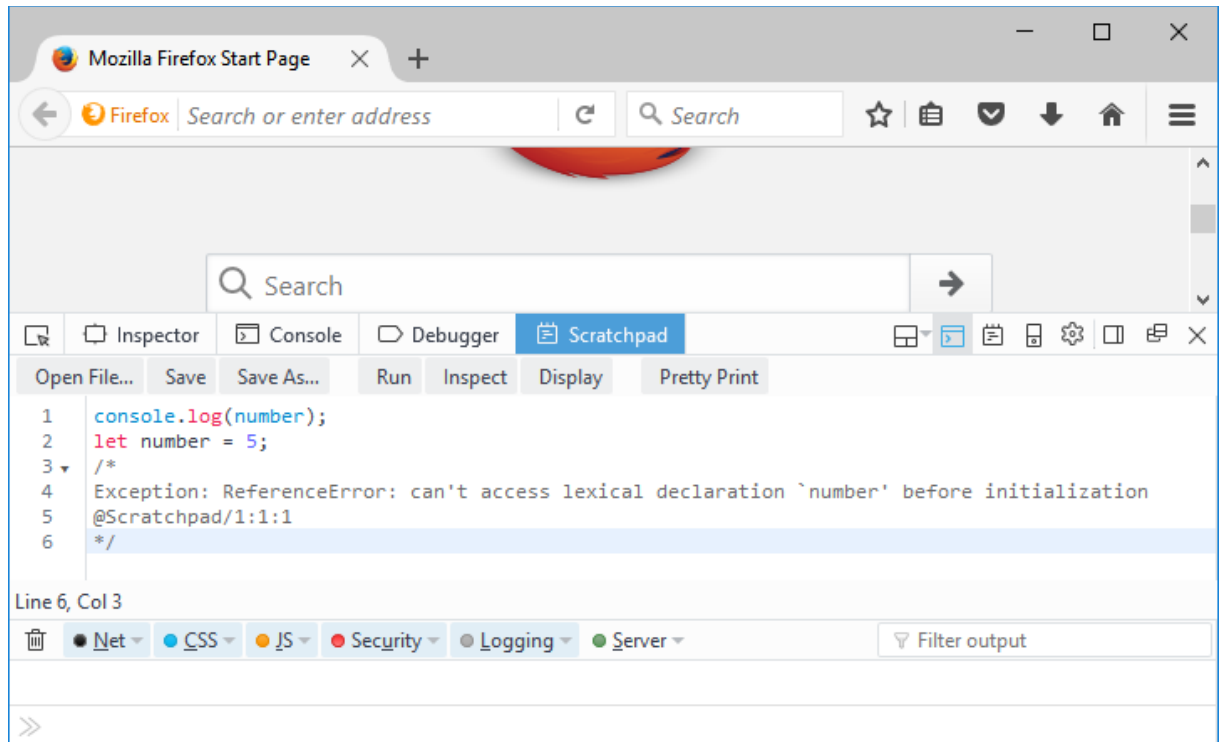 Mozilla Firefox Start Page
Firefox Search or enter address Search
Search
Inspector Console Debugger Scratchpad
Open File... Save Save As... Run Inspect Display Pretty Print
1 console.log(number);
2 let number = 5;
3 /*
4 Exception: ReferenceError: can't access lexical declaration `number' before initialization
5 @Scratchpad/1:1:1
6 */
Line 6, Col 3
Net CSS JS Security Logging Server Filter output